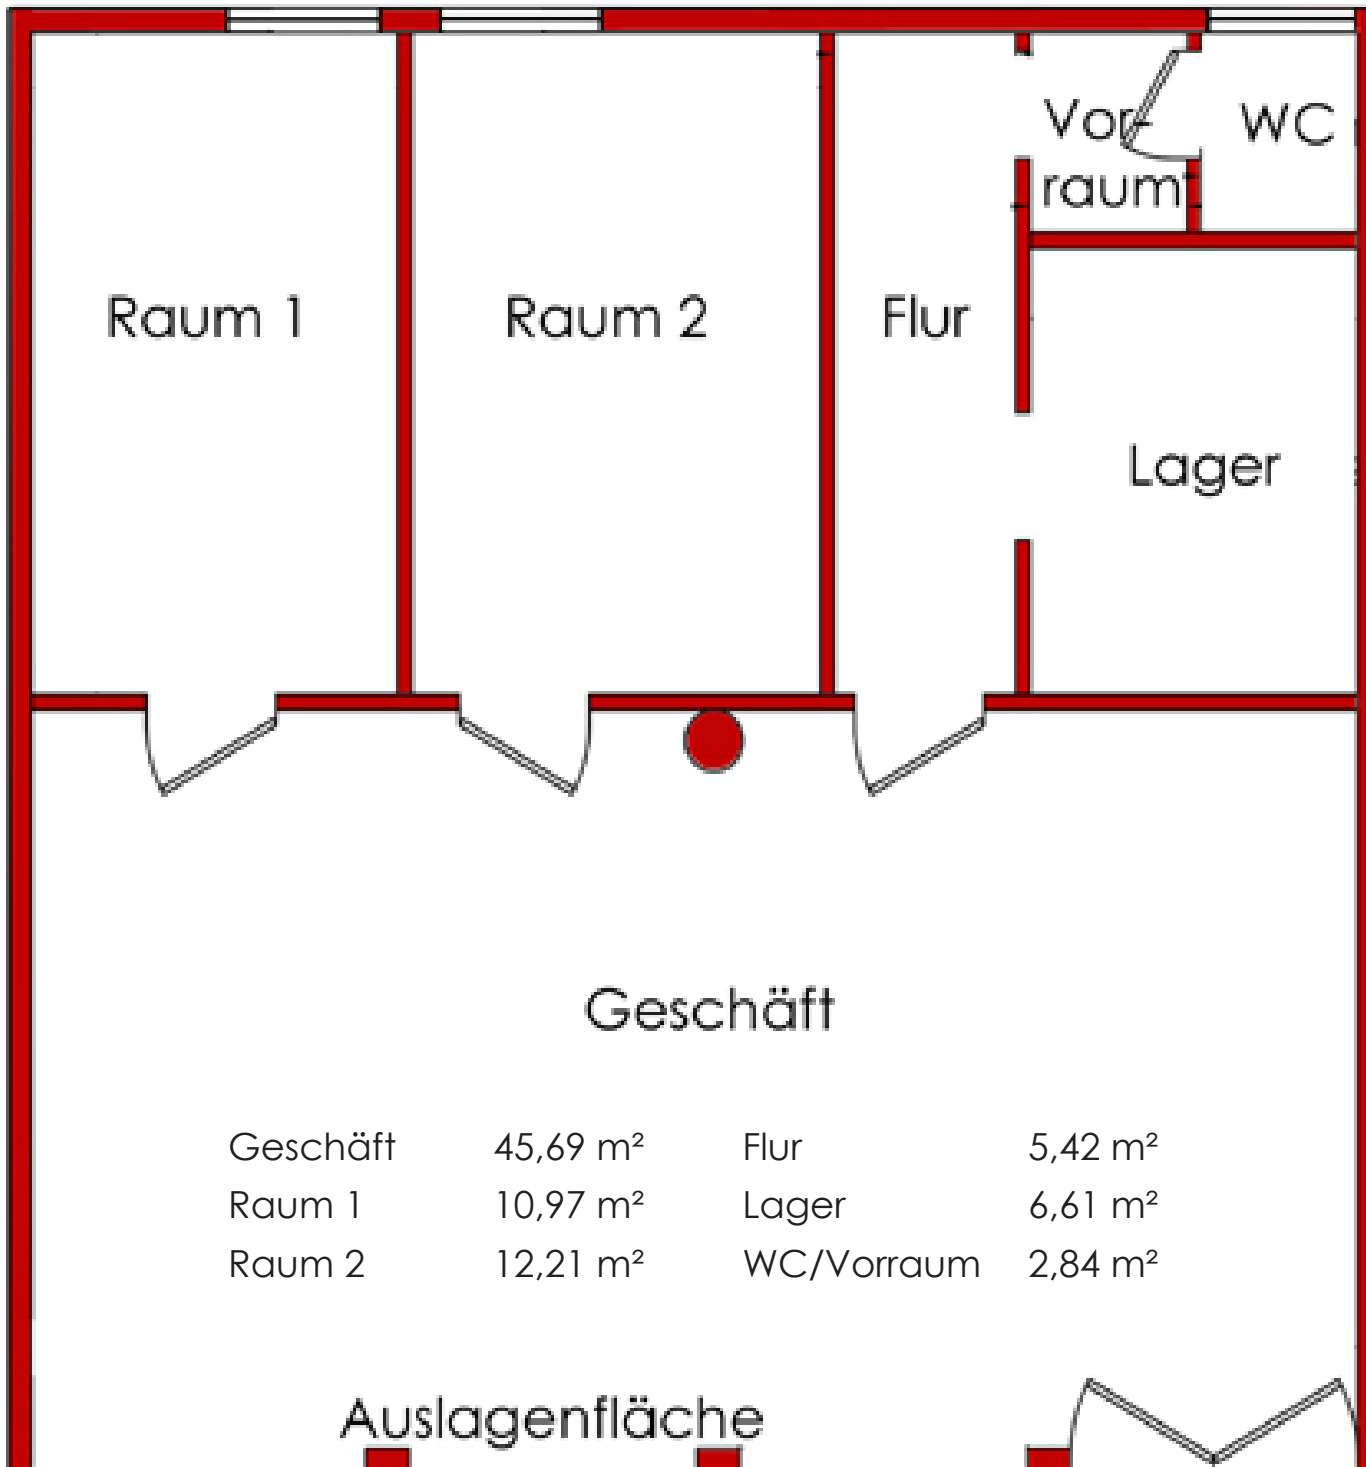 Vor-
WC
raum
Raum 1
Raum 2
Flur
Lager
Geschäft
Geschäft 45,69 m² Flur 5,42 m²
Raum 1 10,97 m² Lager 6,61 m²
Raum 2 12,21 m² WC/Vorraum 2,84 m²
Auslagenfläche